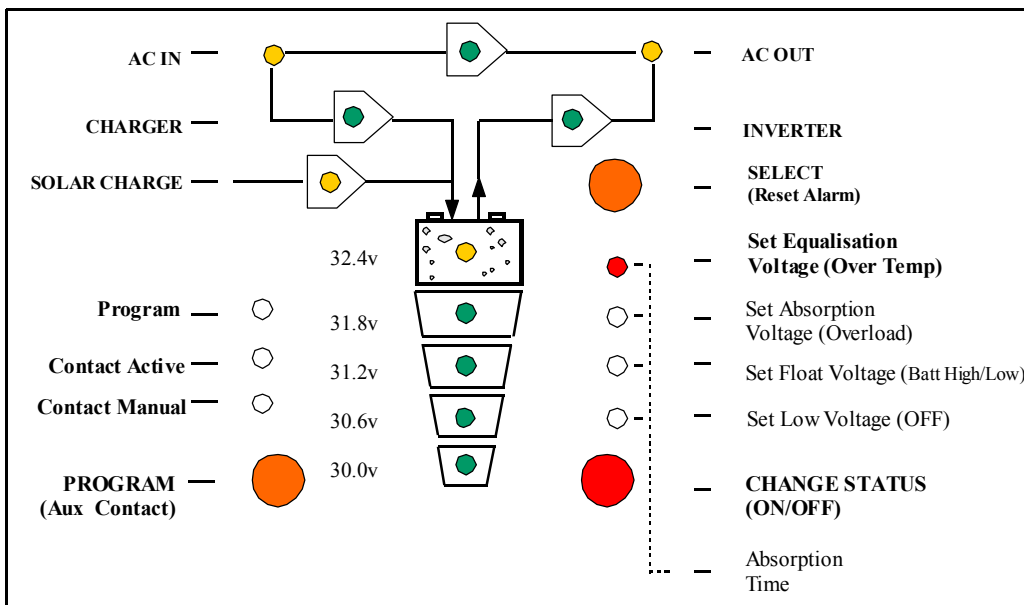 AC IN
AC OUT
CHARGER
INVERTER
SOLAR CHARGE
SELECT
(Reset Alarm)
32.4v
Set Equalisation
Voltage (Over Temp)
Program
31.8v
Set Absorption
Voltage (Overload)
Contact Active
31.2v
Set Float Voltage (Batt High/Low)
Contact Manual
30.6v
Set Low Voltage (OFF)
30.0v
PROGRAM
(Aux Contact)
CHANGE STATUS
(ON/OFF)
Absorption
Time